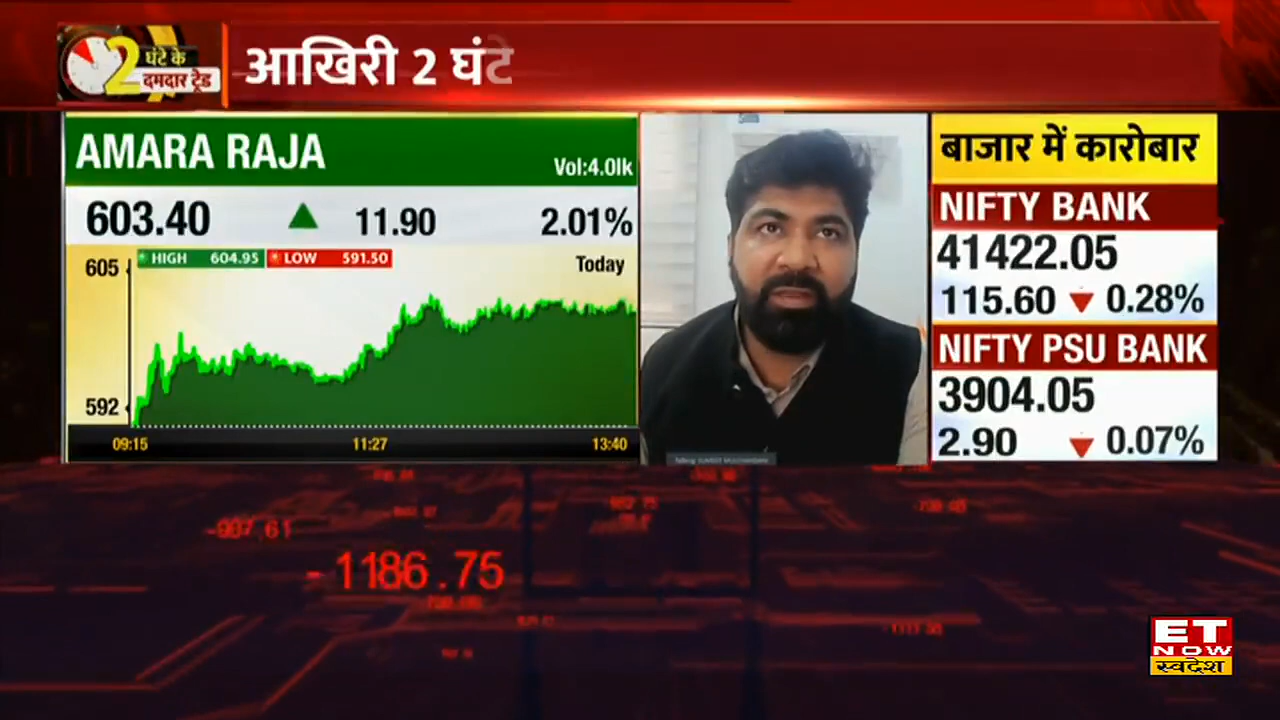 2 घंटे के
दमदार ट्रेड
आखिरी 2 घंटे
AMARA RAJA
Vol:4.0lk
603.40 ▲ 11.90 2.01%
HIGH 604.95 LOW 591.50
Today
605
592
09:15 11:27 13:40
बाजार में कारोबार
NIFTY BANK
41422.05
115.60 ▼ 0.28%
NIFTY PSU BANK
3904.05
2.90 ▼ 0.07%
-907.61
-1186.75
ET
NOW
स्वदेश